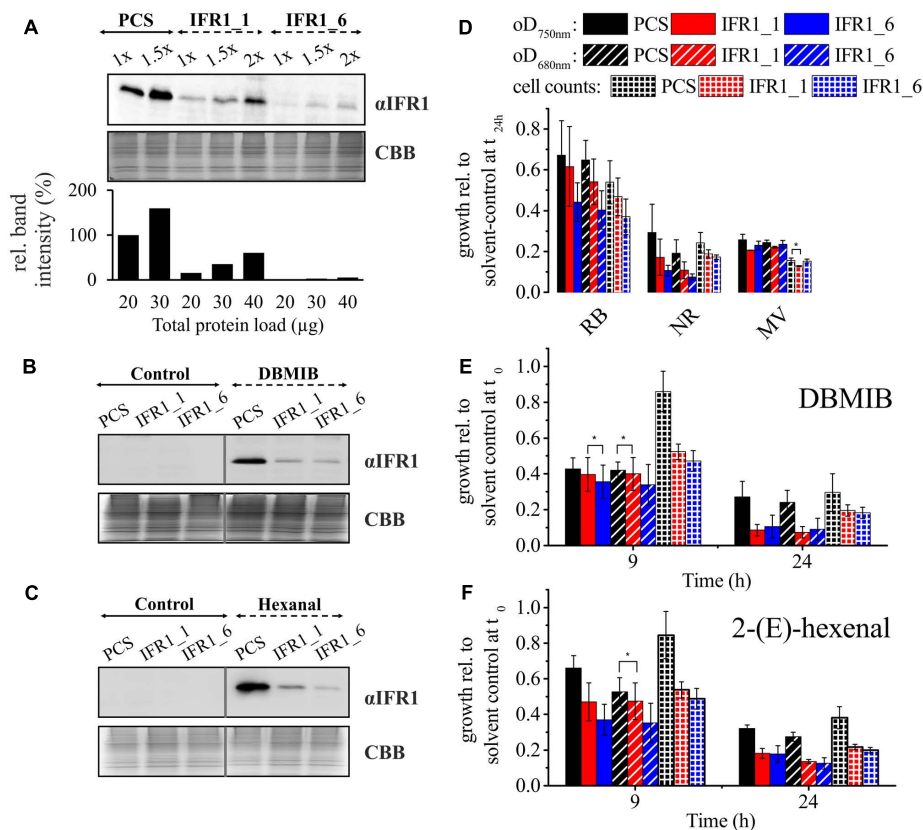 A
PCS IFR1_1 IFR1_6
1x 1.5x 1x 1.5x 2x 1x 1.5x 2x
αIFR1
CBB
rel. band intensity (%)
200
100
0
20 30 20 30 40 20 30 40
Total protein load (µg)
B
Control DBMIB
PCS IFR1_1 IFR1_6 PCS IFR1_1 IFR1_6
αIFR1
CBB
C
Control Hexanal
PCS IFR1_1 IFR1_6 PCS IFR1_1 IFR1_6
αIFR1
CBB
D
oD750nm: PCS IFR1_1 IFR1_6
oD680nm: PCS IFR1_1 IFR1_6
cell counts: PCS IFR1_1 IFR1_6
growth rel. to
solvent-control at t24h
0.8
0.6
0.4
0.2
0.0
*
RB NR MV
E
DBMIB
growth rel. to
solvent control at t0
1.0
0.8
0.6
0.4
0.2
0.0
* *
9 24
Time (h)
F
2-(E)-hexenal
growth rel. to
solvent control at t0
1.0
0.8
0.6
0.4
0.2
0.0
*
9 24
Time (h)